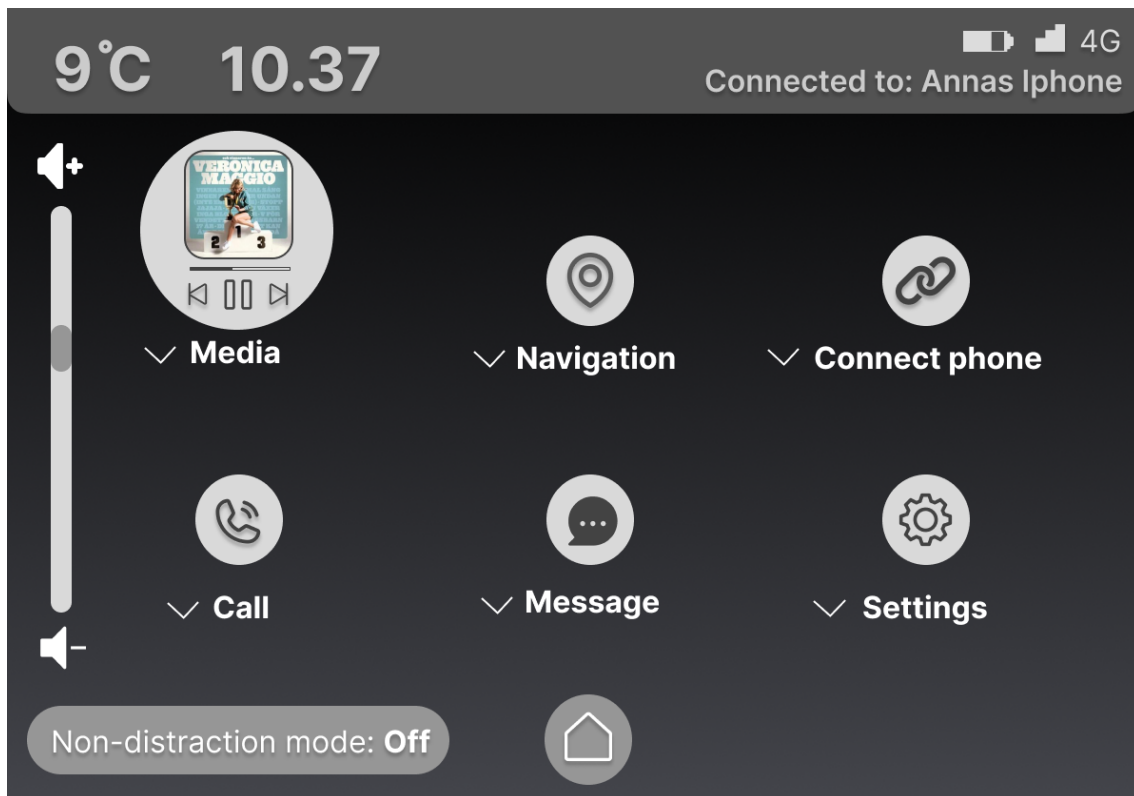 9°C 10.37
4G
Connected to: Annas Iphone
VERONICA
MAGGIO
2 1 3
Media
Navigation
Connect phone
Call
Message
Settings
Non-distraction mode: Off